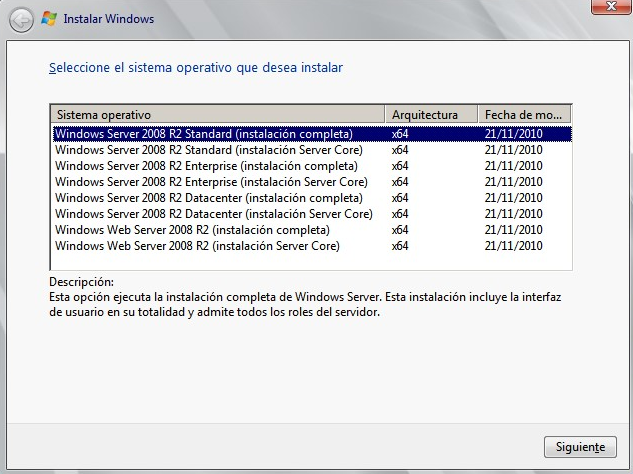 Instalar Windows
Seleccione el sistema operativo que desea instalar
Sistema operativo Arquitectura Fecha de mo...
Windows Server 2008 R2 Standard (instalación completa) x64 21/11/2010
Windows Server 2008 R2 Standard (instalación Server Core) x64 21/11/2010
Windows Server 2008 R2 Enterprise (instalación completa) x64 21/11/2010
Windows Server 2008 R2 Enterprise (instalación Server Core) x64 21/11/2010
Windows Server 2008 R2 Datacenter (instalación completa) x64 21/11/2010
Windows Server 2008 R2 Datacenter (instalación Server Core) x64 21/11/2010
Windows Web Server 2008 R2 (instalación completa) x64 21/11/2010
Windows Web Server 2008 R2 (instalación Server Core) x64 21/11/2010
Descripción:
Esta opción ejecuta la instalación completa de Windows Server. Esta instalación incluye la interfaz
de usuario en su totalidad y admite todos los roles del servidor.
Siguiente